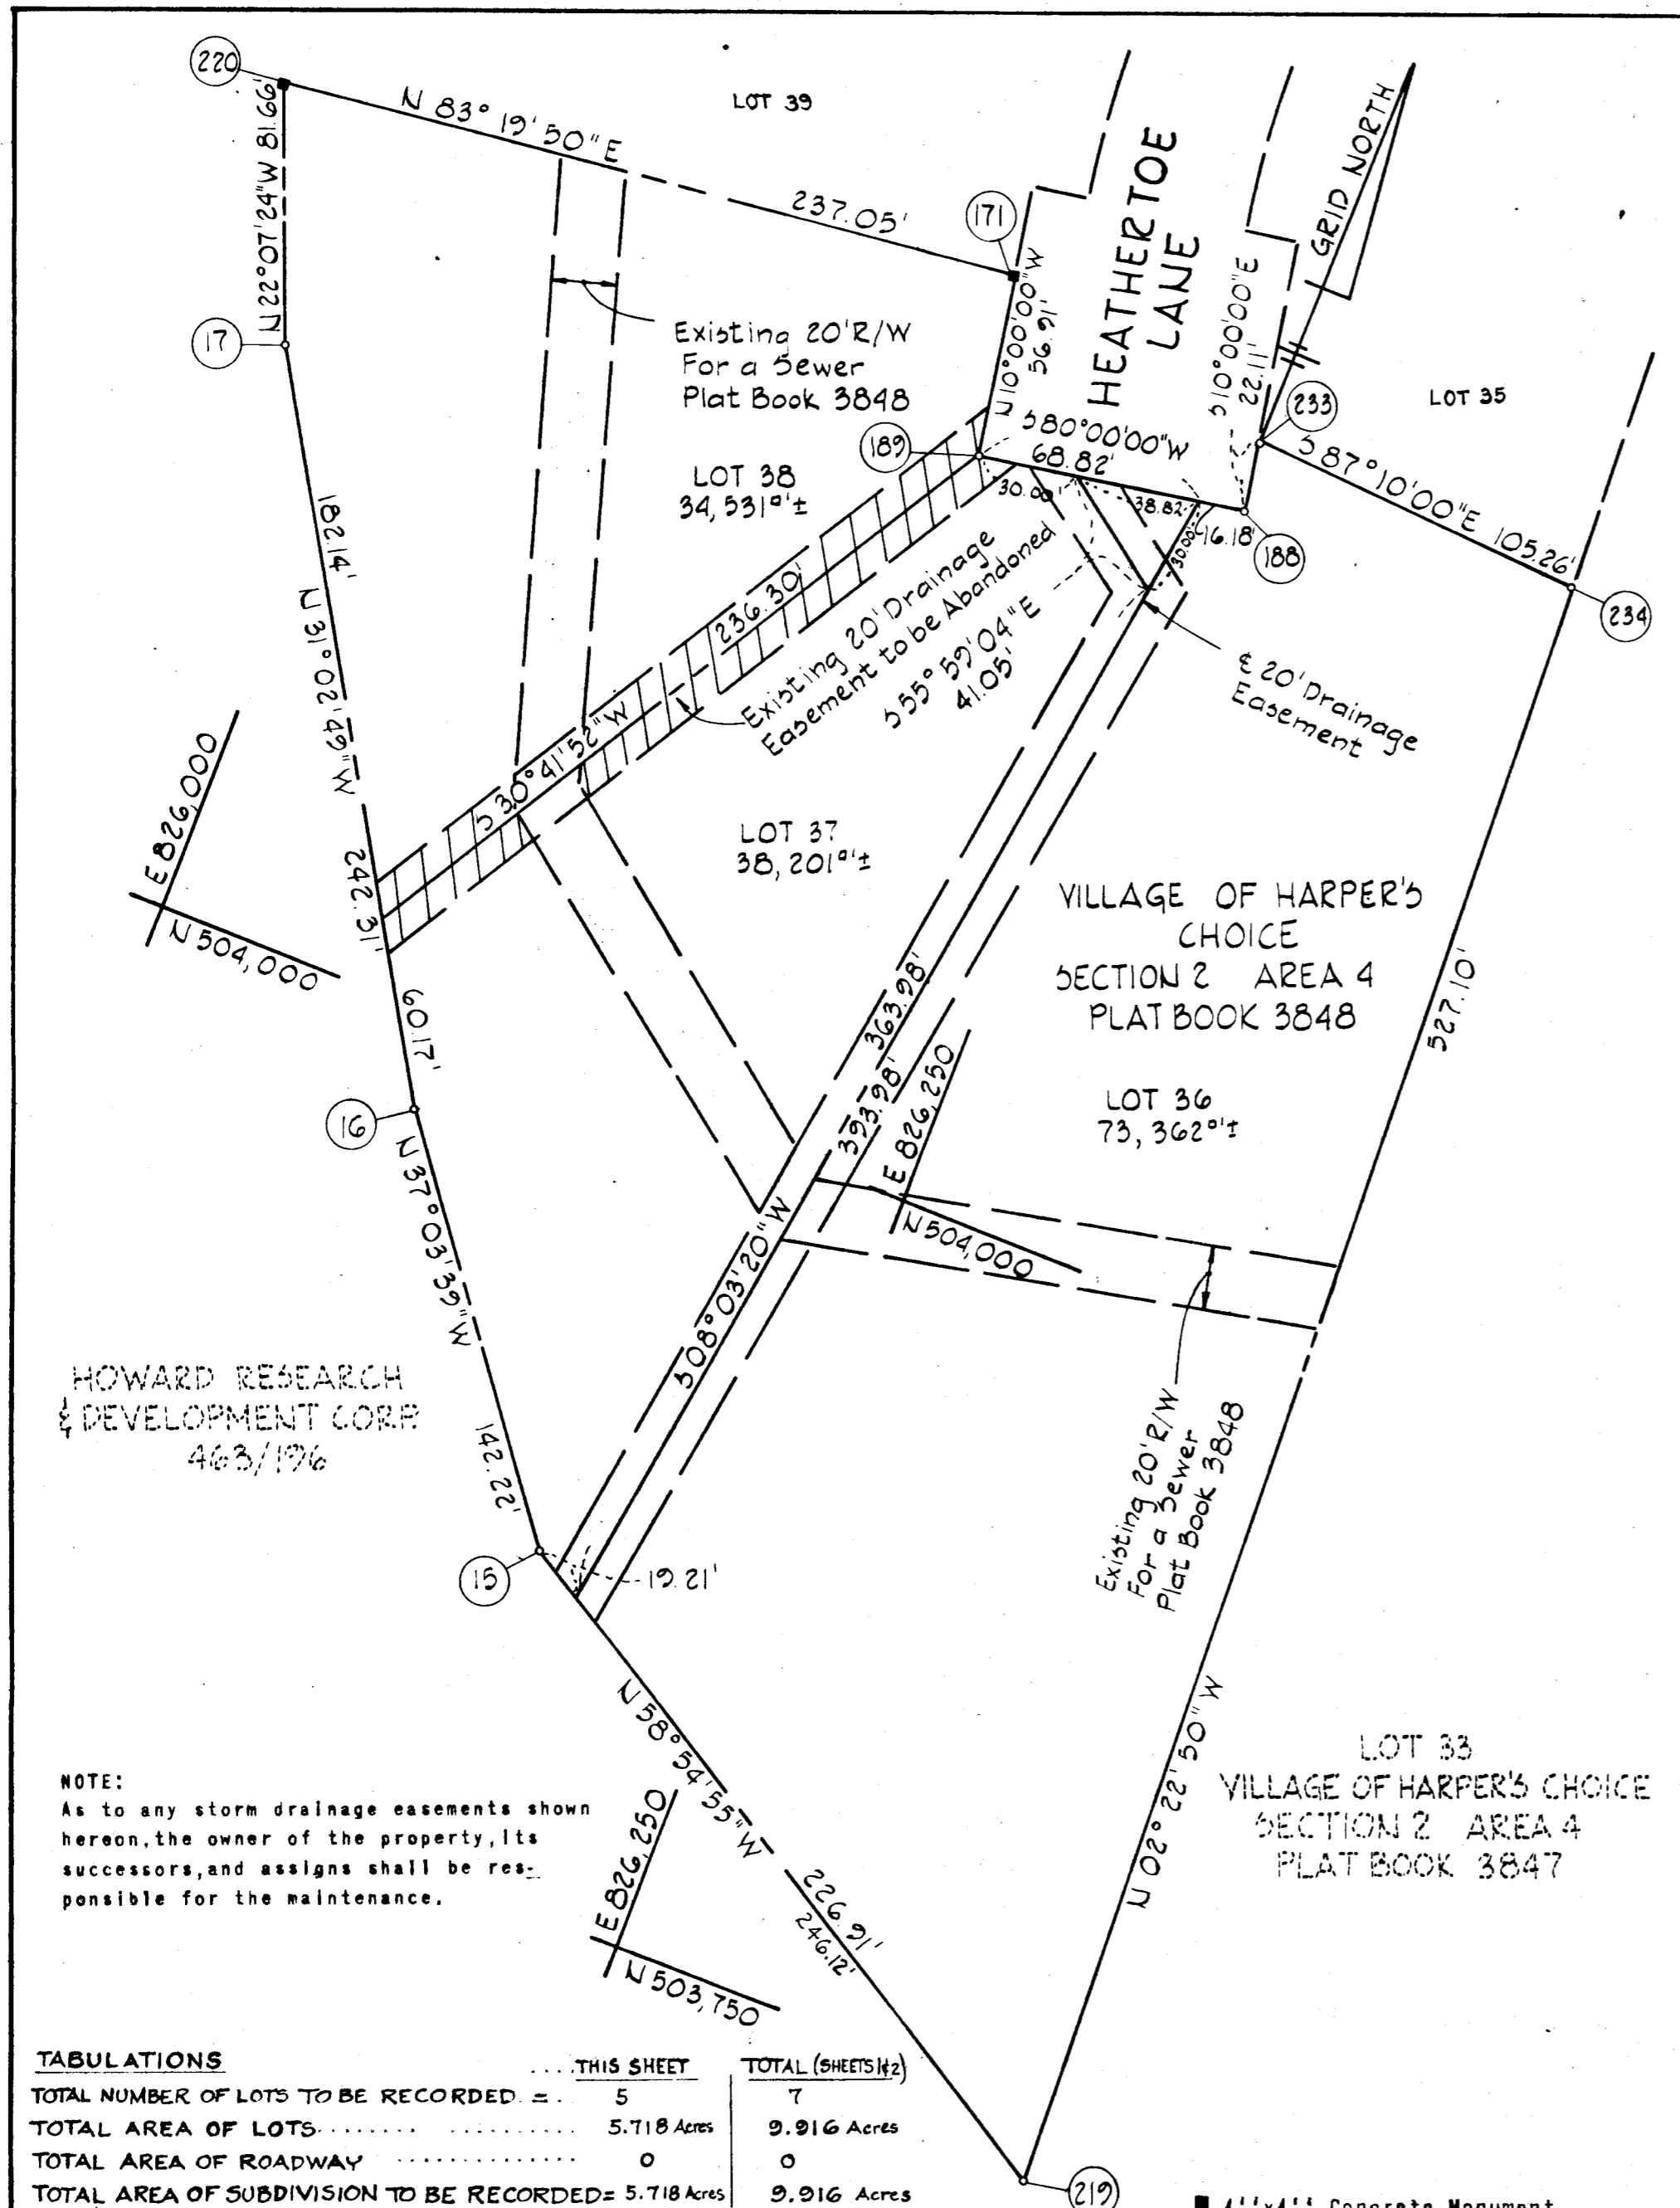 220
N 83° 19' 50" E
237.05'
LOT 39
171
N 22° 07' 24" W 81.66'
17
HEATHERTOE
LANE
GRID NORTH
N 10° 00' 00" W
56.91'
S 10° 00' 00" E
22.11'
233
LOT 35
Existing 20' R/W
For a Sewer
Plat Book 3848
189
S 80° 00' 00" W
68.82'
S 87° 10' 00" E 105.26'
234
LOT 38
34,531 □'±
30.00'
38.82'
16.18'
30.00'
188
182.14'
N 31° 02' 49" W
242.31'
60.17'
236.30'
S 30° 41' 52" W
Existing 20' Drainage
Easement to be Abandoned
S 55° 59' 04" E
41.05'
₠ 20' Drainage
Easement
E 826,000
N 504,000
LOT 37
38,201 □'±
VILLAGE OF HARPER'S
CHOICE
SECTION 2 AREA 4
PLAT BOOK 3848
527.10'
363.98'
393.98'
E 826,250
N 504,000
LOT 36
73,362 □'±
16
N 37° 03' 39" W
142.22'
S 08° 03' 20" W
HOWARD RESEARCH
& DEVELOPMENT CORP.
463/196
Existing 20' R/W
For a Sewer
Plat Book 3848
15
19.21'
N 58° 54' 55" W
226.91'
246.12'
N 02° 22' 50" W
LOT 33
VILLAGE OF HARPER'S CHOICE
SECTION 2 AREA 4
PLAT BOOK 3847
NOTE:
As to any storm drainage easements shown
hereon, the owner of the property, its
successors, and assigns shall be res-
ponsible for the maintenance.
E 826,250
N 503,750
TABULATIONS .... THIS SHEET TOTAL (SHEETS 1&2)
TOTAL NUMBER OF LOTS TO BE RECORDED = . 5 7
TOTAL AREA OF LOTS ........ .......... 5.718 Acres 9.916 Acres
TOTAL AREA OF ROADWAY .............. 0 0
TOTAL AREA OF SUBDIVISION TO BE RECORDED = 5.718 Acres 9.916 Acres
219
■ 4"x4" Concrete Monument